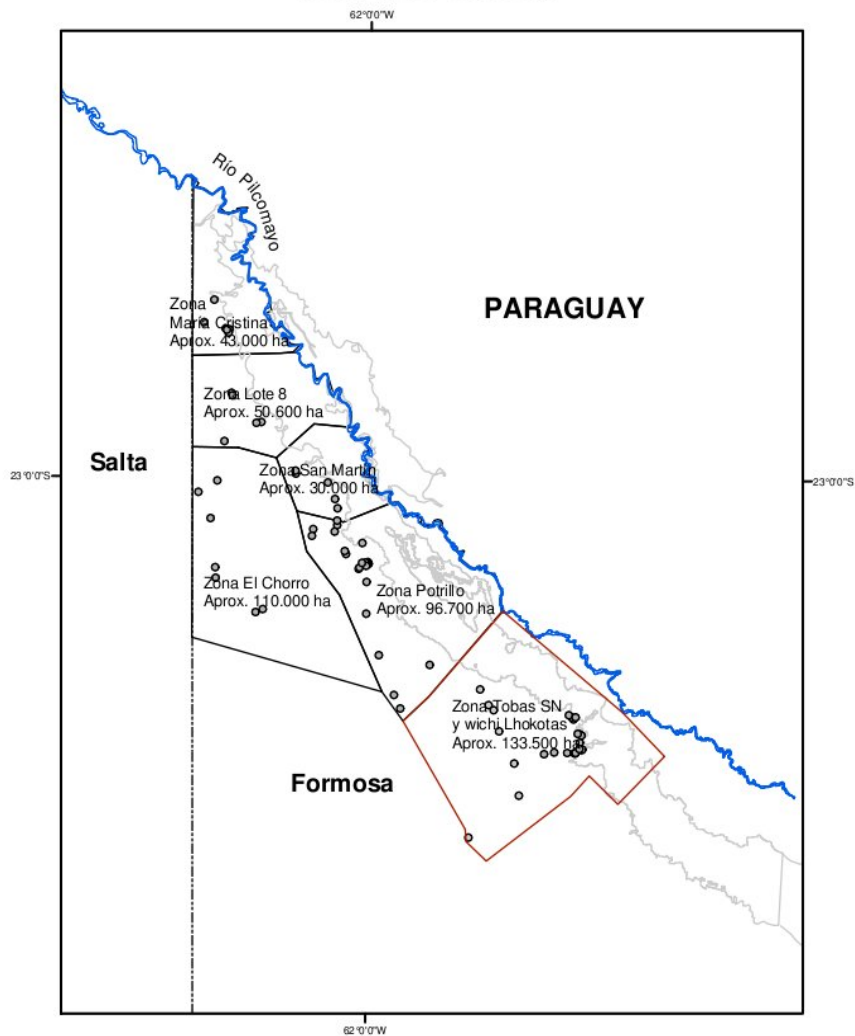 62°0'0"W
Río Pilcomayo
PARAGUAY
Zona
María Cristina
Aprox. 43.000 ha
Zona Lote 8
Aprox. 50.600 ha
Salta
23°0'0"S
23°0'0"S
Zona San Martín
Aprox. 30.000 ha
Zona El Chorro
Aprox. 110.000 ha
Zona Potrillo
Aprox. 96.700 ha
Zona Tobas SN
y wichi Lhokotas
Aprox. 133.500 ha
Formosa
62°0'0"W